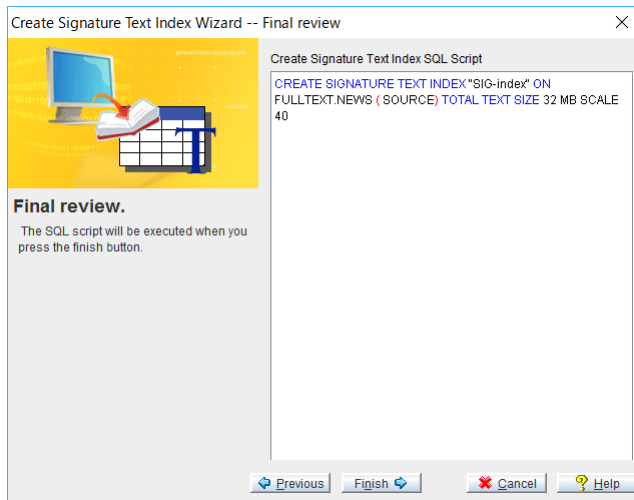 Create Signature Text Index Wizard -- Final review
Create Signature Text Index SQL Script
CREATE SIGNATURE TEXT INDEX "SIG-index" ON
FULLTEXT.NEWS ( SOURCE) TOTAL TEXT SIZE 32 MB SCALE
40
T
Final review.
The SQL script will be executed when you
press the finish button.
Previous
Finish
Cancel
Help